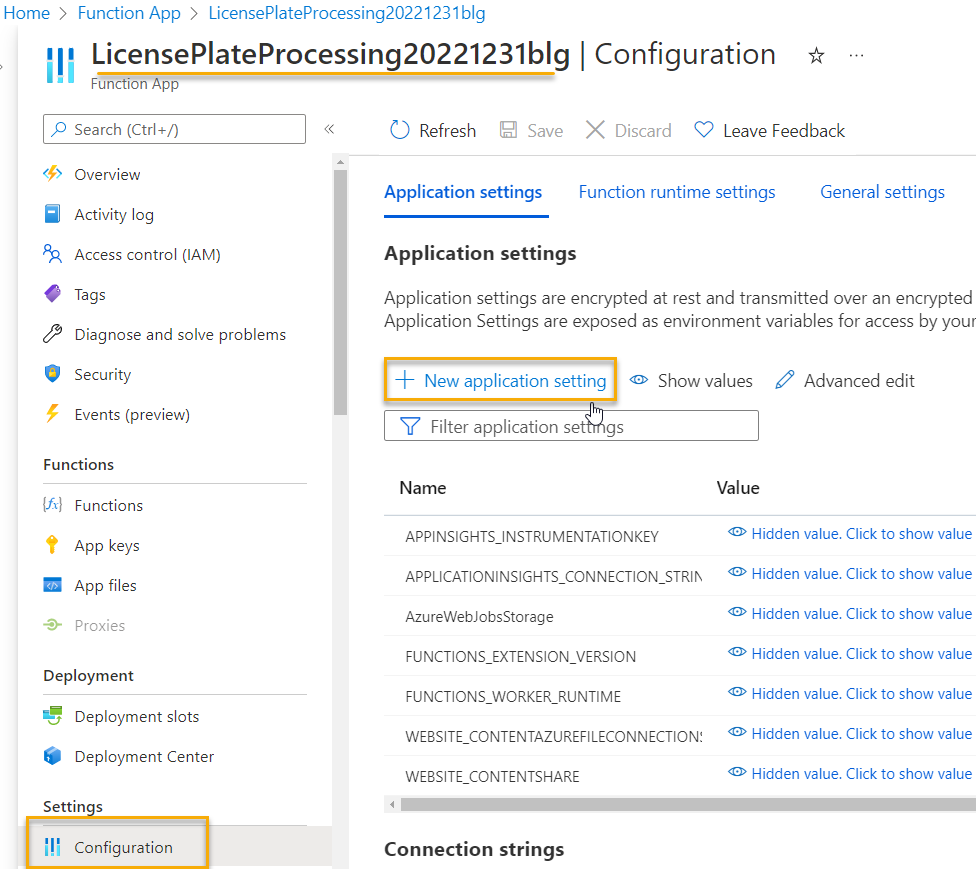 Home > Function App > LicensePlateProcessing20221231blg
LicensePlateProcessing20221231blg | Configuration
Function App
Search (Ctrl+/)
Refresh Save Discard Leave Feedback
Overview
Activity log
Access control (IAM)
Tags
Diagnose and solve problems
Security
Events (preview)
Functions
Functions
App keys
App files
Proxies
Deployment
Deployment slots
Deployment Center
Settings
Configuration
Application settings Function runtime settings General settings
Application settings
Application settings are encrypted at rest and transmitted over an encrypted
Application Settings are exposed as environment variables for access by your
New application setting Show values Advanced edit
Filter application settings
Name Value
APPINSIGHTS_INSTRUMENTATIONKEY Hidden value. Click to show value
APPLICATIONINSIGHTS_CONNECTION_STRIN Hidden value. Click to show value
AzureWebJobsStorage Hidden value. Click to show value
FUNCTIONS_EXTENSION_VERSION Hidden value. Click to show value
FUNCTIONS_WORKER_RUNTIME Hidden value. Click to show value
WEBSITE_CONTENTAZUREFILECONNECTIONS Hidden value. Click to show value
WEBSITE_CONTENTSHARE Hidden value. Click to show value
Connection strings